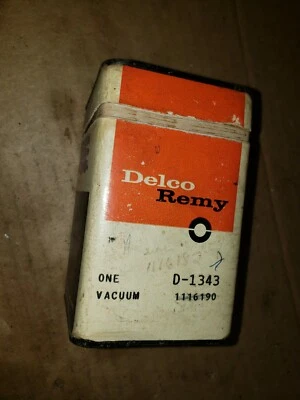 Delco
Remy
ONE D-1343
VACUUM 1116190